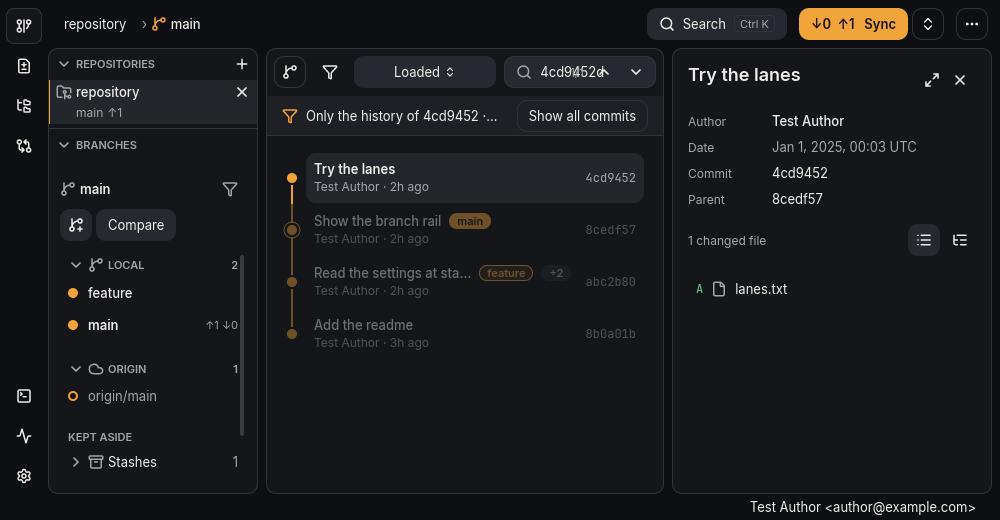 repository › main
Search Ctrl K
↓0 ↑1 Sync
REPOSITORIES
repository
main ↑1
BRANCHES
main
Compare
LOCAL 2
feature
main ↑1 ↓0
ORIGIN 1
origin/main
KEPT ASIDE
Stashes 1
Loaded
Only the history of 4cd9452 ·...
Show all commits
Try the lanes
Test Author · 2h ago 4cd9452
Show the branch rail main
Test Author · 2h ago 8cedf57
Read the settings at sta... feature +2
Test Author · 2h ago abc2b80
Add the readme
Test Author · 3h ago 8b0a01b
Try the lanes
Author Test Author
Date Jan 1, 2025, 00:03 UTC
Commit 4cd9452
Parent 8cedf57
1 changed file
A lanes.txt
Test Author <author@example.com>